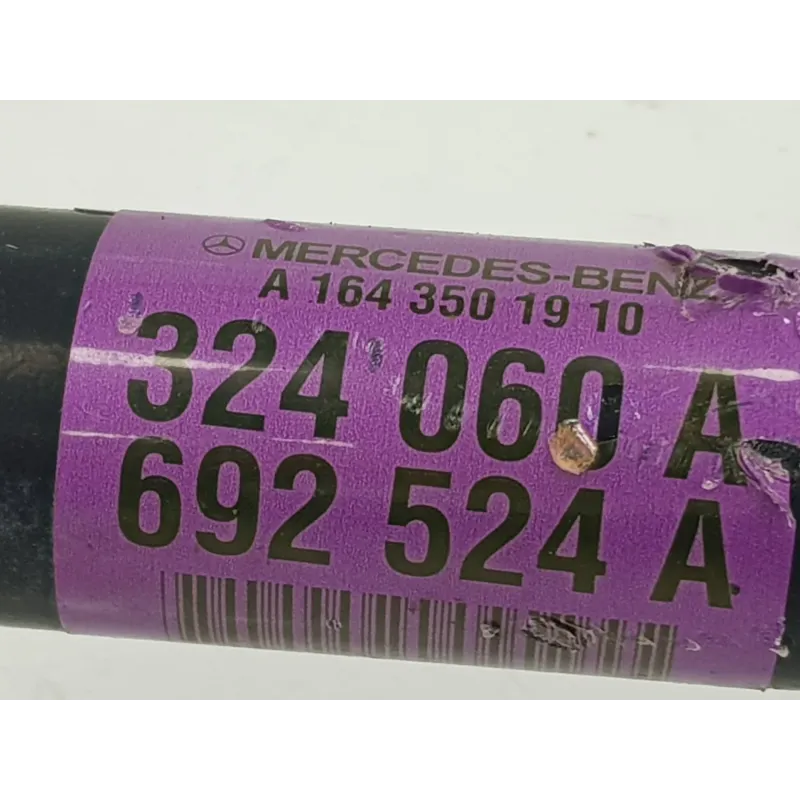 MERCEDES-BENZ
A 164 350 19 10
324 060 A
692 524 A